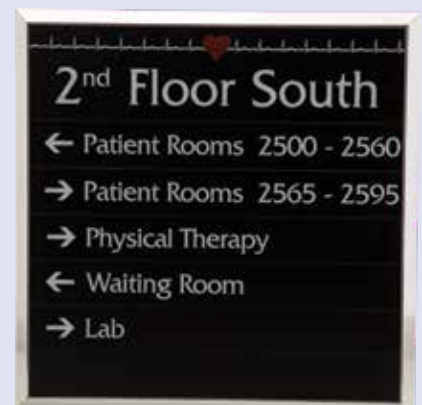 2nd Floor South
← Patient Rooms 2500 - 2560
→ Patient Rooms 2565 - 2595
→ Physical Therapy
← Waiting Room
→ Lab